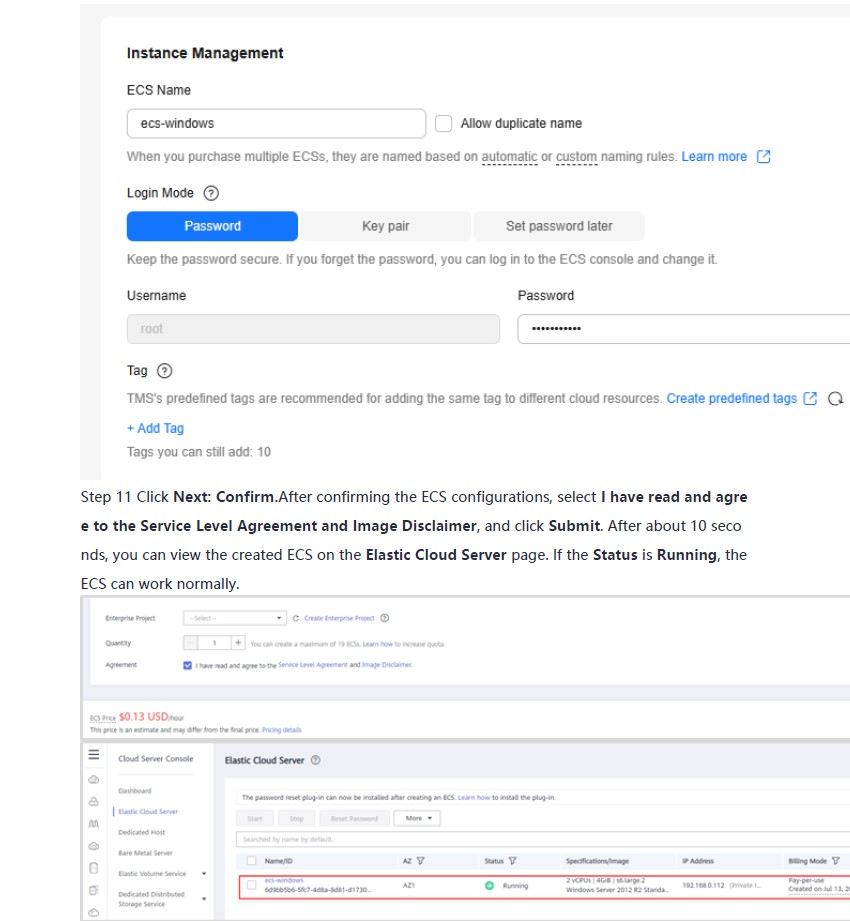 Instance Management
ECS Name
ecs-windows
Allow duplicate name
When you purchase multiple ECSs, they are named based on automatic or custom naming rules. Learn more
Login Mode
Password Key pair Set password later
Keep the password secure. If you forget the password, you can log in to the ECS console and change it.
Username Password
root •••••••••••
Tag
TMS's predefined tags are recommended for adding the same tag to different cloud resources. Create predefined tags
+ Add Tag
Tags you can still add: 10
Step 11 Click Next: Confirm.After confirming the ECS configurations, select I have read and agre
e to the Service Level Agreement and Image Disclaimer, and click Submit. After about 10 seco
nds, you can view the created ECS on the Elastic Cloud Server page. If the Status is Running, the
ECS can work normally.
Enterprise Project --Select-- Create Enterprise Project
Quantity - 1 + You can create a maximum of 19 ECSs. Learn how to increase quota.
Agreement I have read and agree to the Service Level Agreement and Image Disclaimer.
ECS Price $0.13 USD/hour
This price is an estimate and may differ from the final price. Pricing details
Cloud Server Console
Dashboard
Elastic Cloud Server
Dedicated Host
Bare Metal Server
Elastic Volume Service
Dedicated Distributed
Storage Service
Elastic Cloud Server
The password reset plug-in can now be installed after creating an ECS. Learn how to install the plug-in.
Start Stop Reset Password More
Searched by name by default.
Name/ID AZ Status Specifications/Image IP Address Billing Mode
ecs-windows
6d9bb5b6-5fc7-4d8a-8d81-d1730...
AZ1
Running
2 vCPUs | 4GiB | s6.large.2
Windows Server 2012 R2 Standa...
192.168.0.112 (Private I...
Pay-per-use
Created on Jul 13, 2